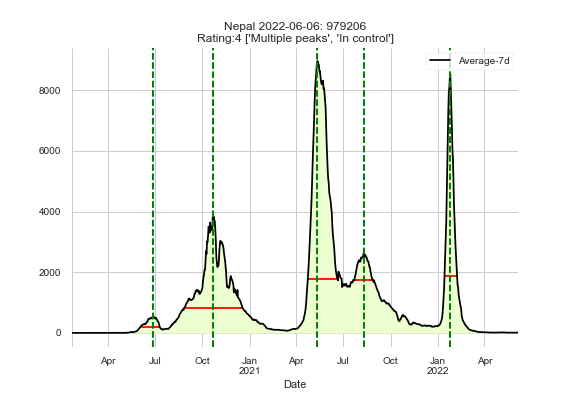 Nepal 2022-06-06: 979206
Rating:4 ['Multiple peaks', 'In control']
Average-7d
8000
6000
4000
2000
0
Apr Jul Oct Jan Apr Jul Oct Jan Apr
2021 2022
Date